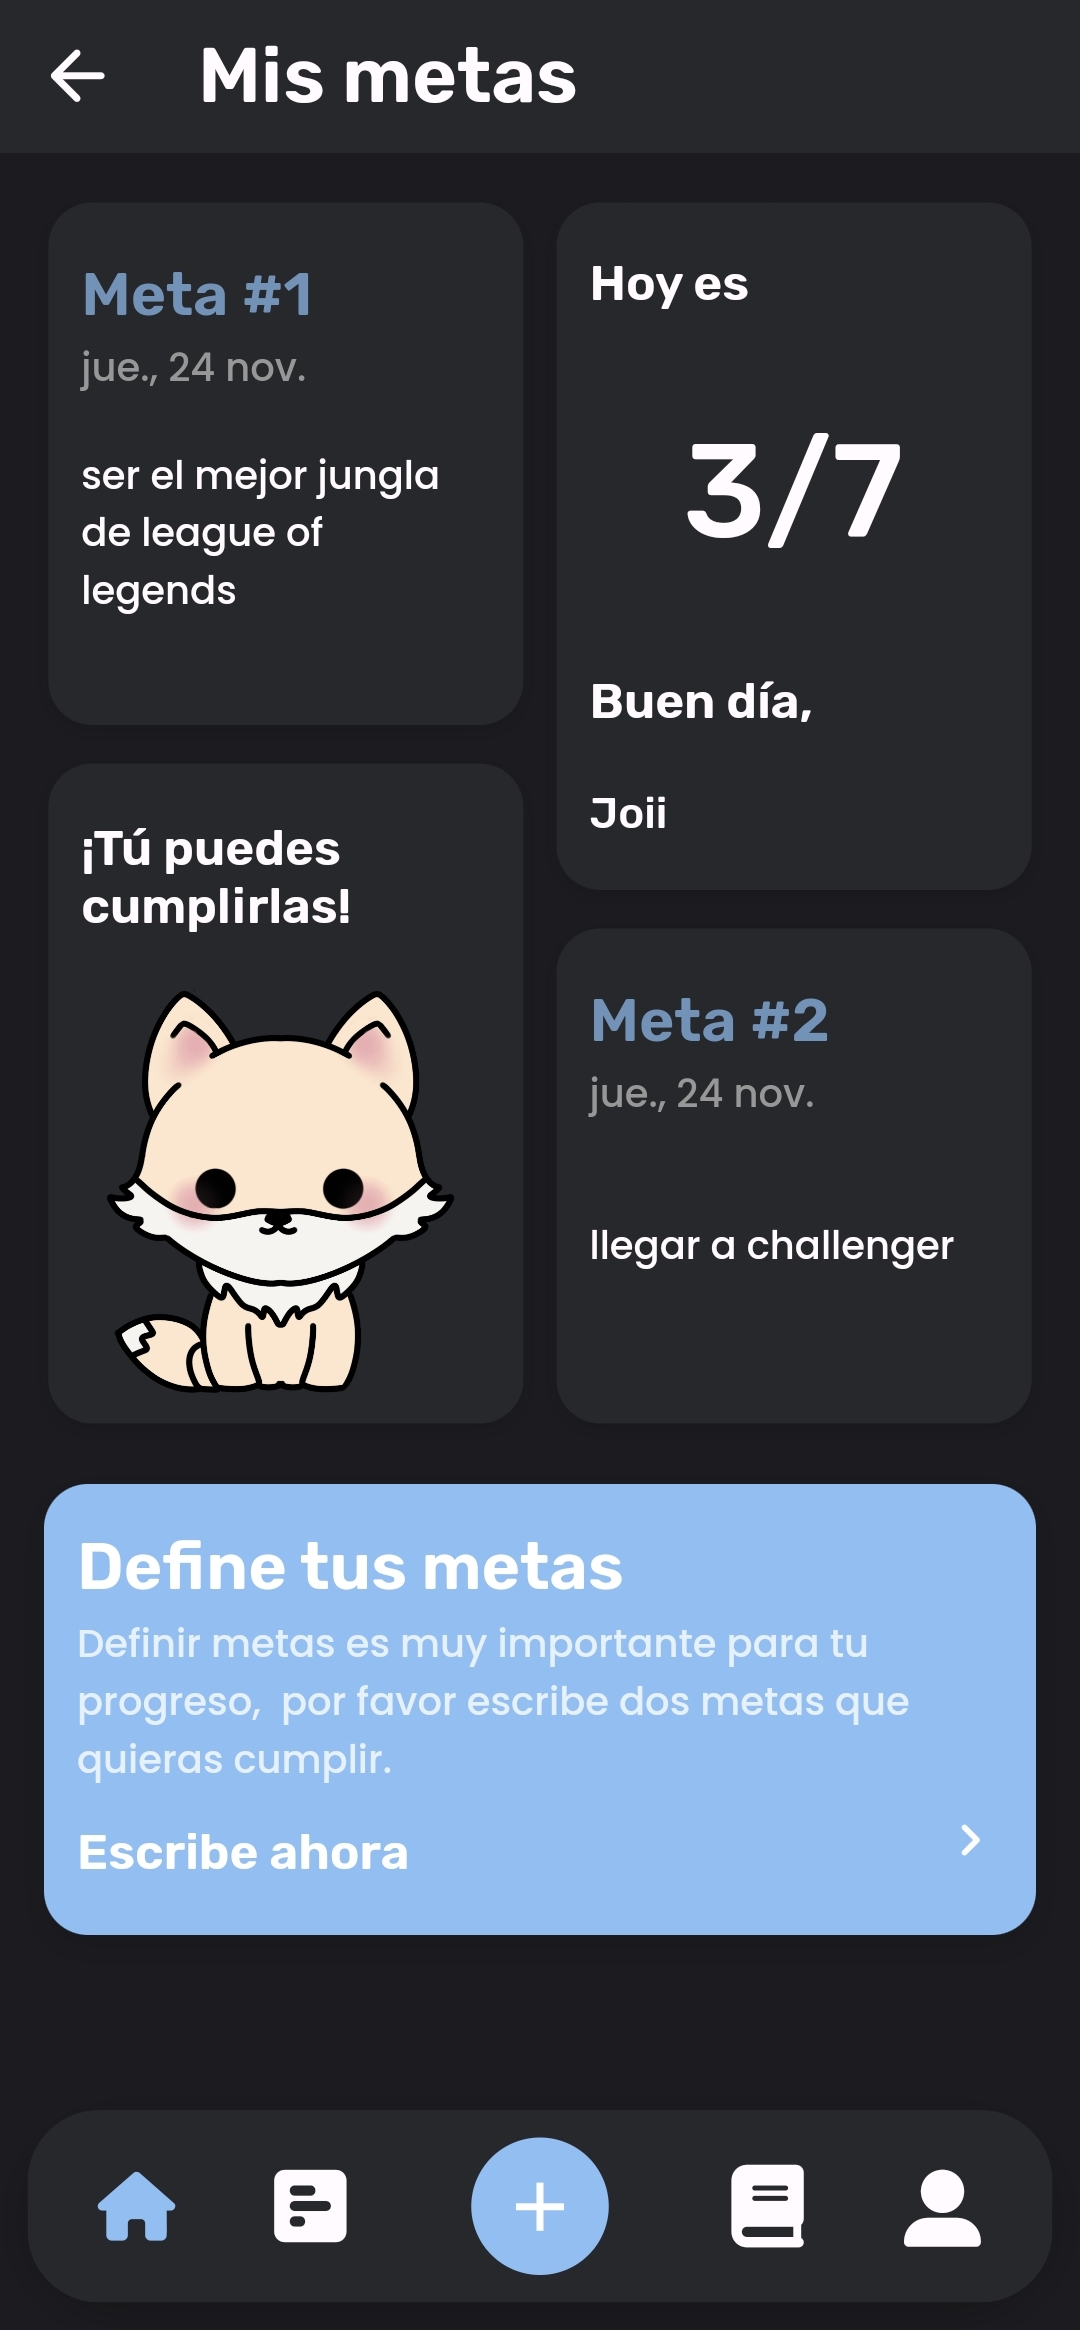 Mis metas
Meta #1
jue., 24 nov.
ser el mejor jungla
de league of
legends
Hoy es
3/7
Buen día,
Joii
¡Tú puedes
cumplirlas!
Meta #2
jue., 24 nov.
llegar a challenger
Define tus metas
Definir metas es muy importante para tu
progreso,  por favor escribe dos metas que
quieras cumplir.
Escribe ahora